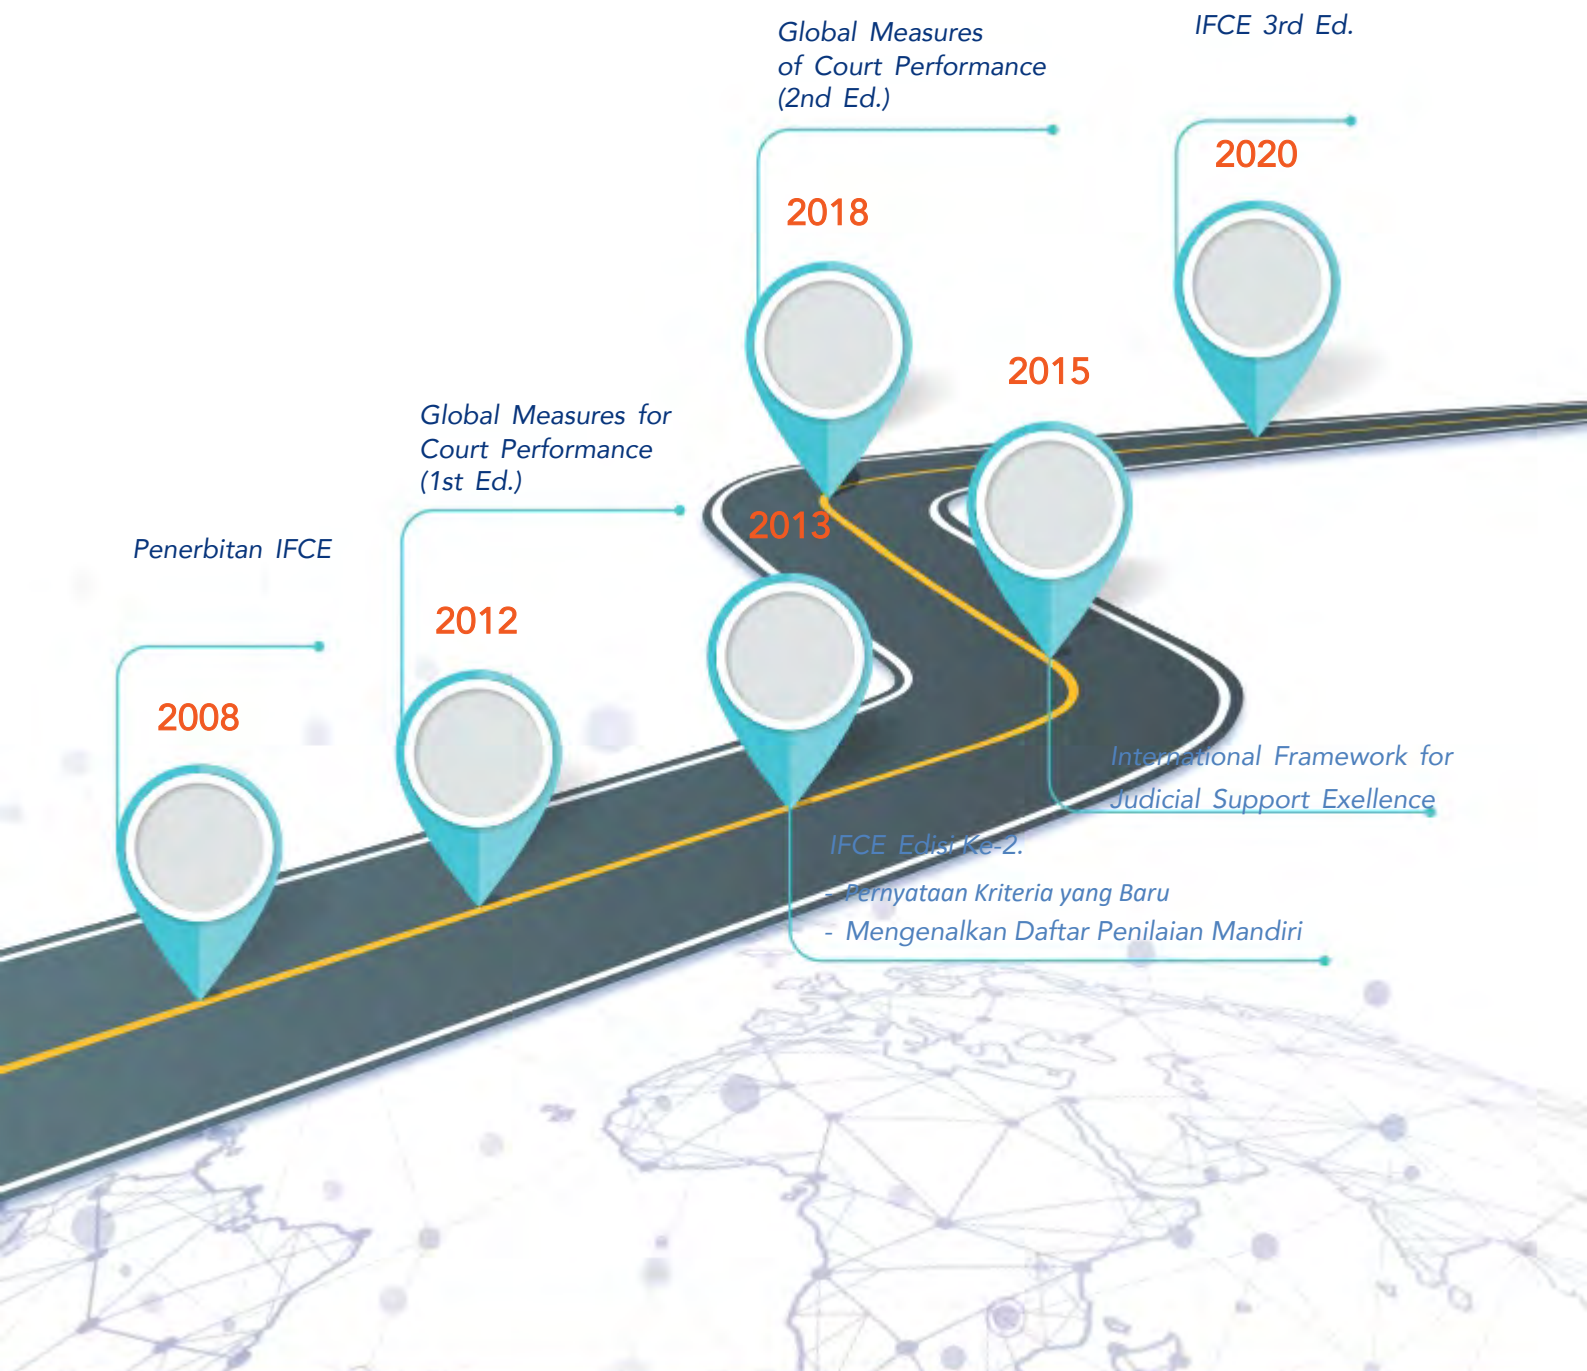 Penerbitan IFCE
2008
Global Measures for
Court Performance
(1st Ed.)
2012
2013
IFCE Edisi Ke-2.
- Pernyataan Kriteria yang Baru
- Mengenalkan Daftar Penilaian Mandiri
2015
International Framework for
Judicial Support Exellence
Global Measures
of Court Performance
(2nd Ed.)
2018
IFCE 3rd Ed.
2020